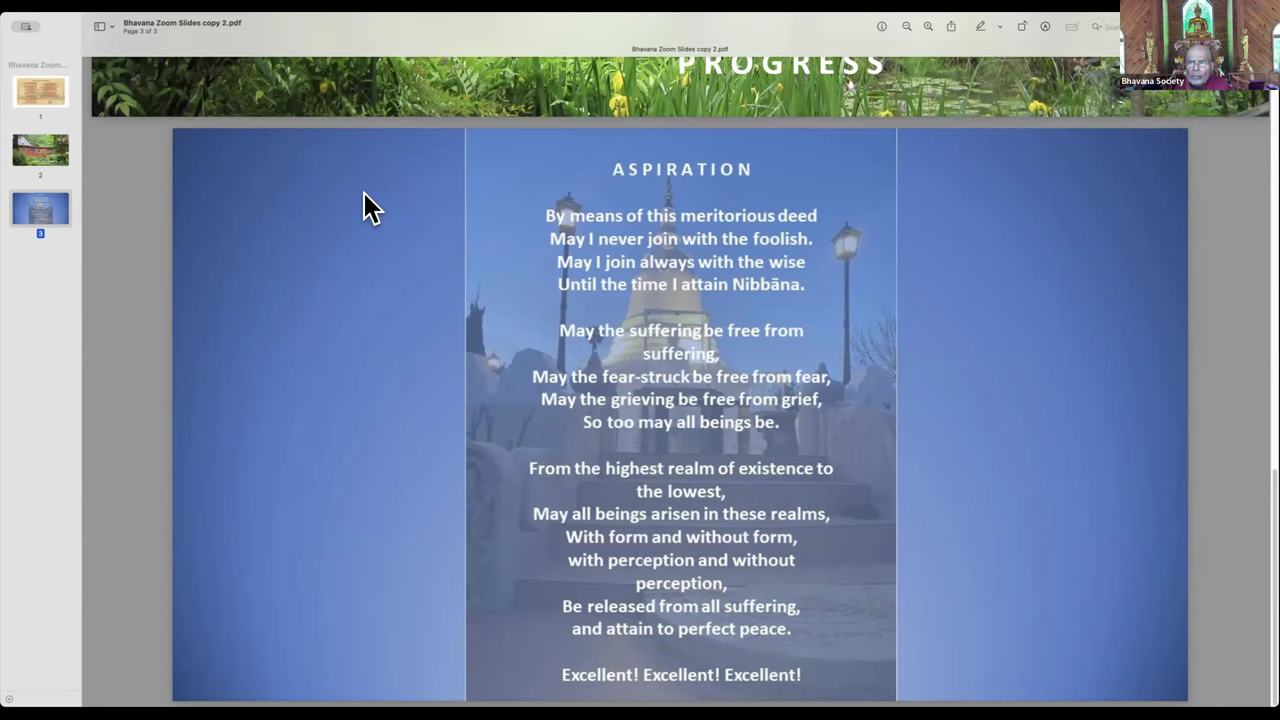 Bhavana Zoom Slides copy 2.pdf
Page 3 of 3
Bhavana Zoom Slides copy 2.pdf
Bhavana Zoom...
1
2
3
PROGRESS
Bhavana Society
ASPIRATION
By means of this meritorious deed
May I never join with the foolish.
May I join always with the wise
Until the time I attain Nibbāna.
May the suffering be free from
suffering,
May the fear-struck be free from fear,
May the grieving be free from grief,
So too may all beings be.
From the highest realm of existence to
the lowest,
May all beings arisen in these realms,
With form and without form,
with perception and without
perception,
Be released from all suffering,
and attain to perfect peace.
Excellent! Excellent! Excellent!